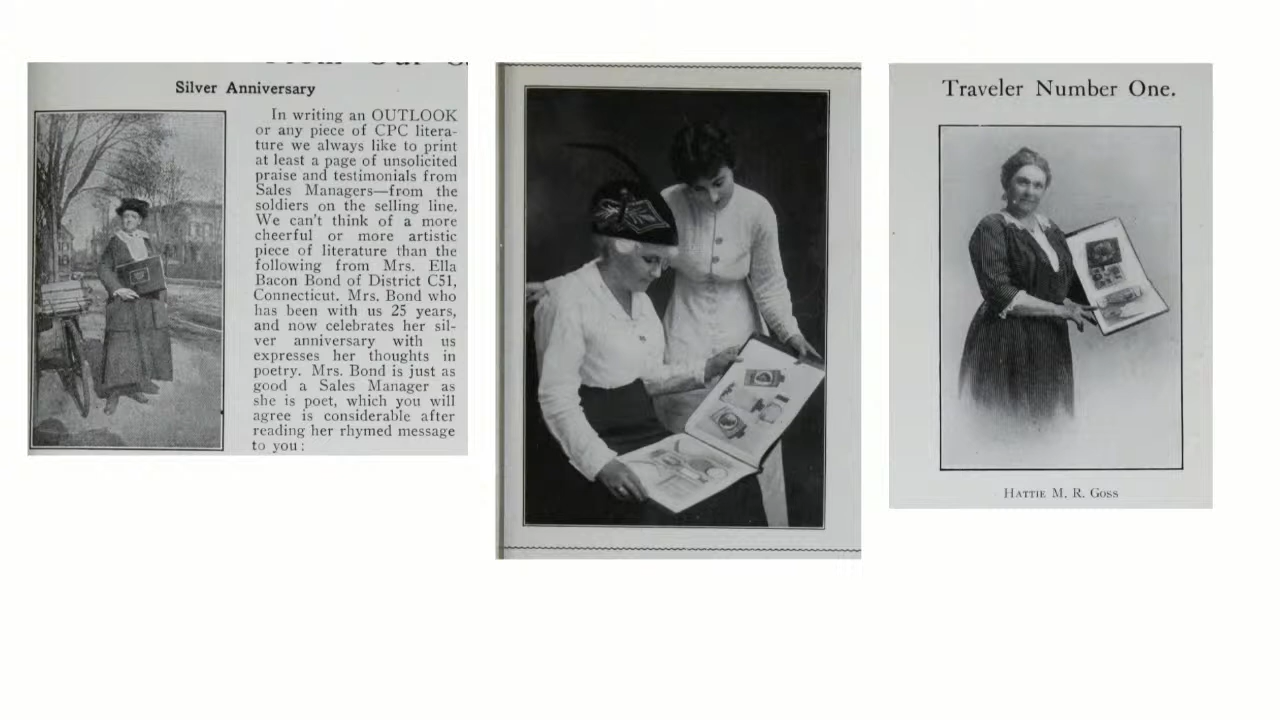 Silver Anniversary
In writing an OUTLOOK
or any piece of CPC litera-
ture we always like to print
at least a page of unsolicited
praise and testimonials from
Sales Managers—from the
soldiers on the selling line.
We can't think of a more
cheerful or more artistic
piece of literature than the
following from Mrs. Ella
Bacon Bond of District C51,
Connecticut. Mrs. Bond who
has been with us 25 years,
and now celebrates her sil-
ver anniversary with us
expresses her thoughts in
poetry. Mrs. Bond is just as
good a Sales Manager as
she is poet, which you will
agree is considerable after
reading her rhymed message
to you:
Traveler Number One.
Hattie M. R. Goss